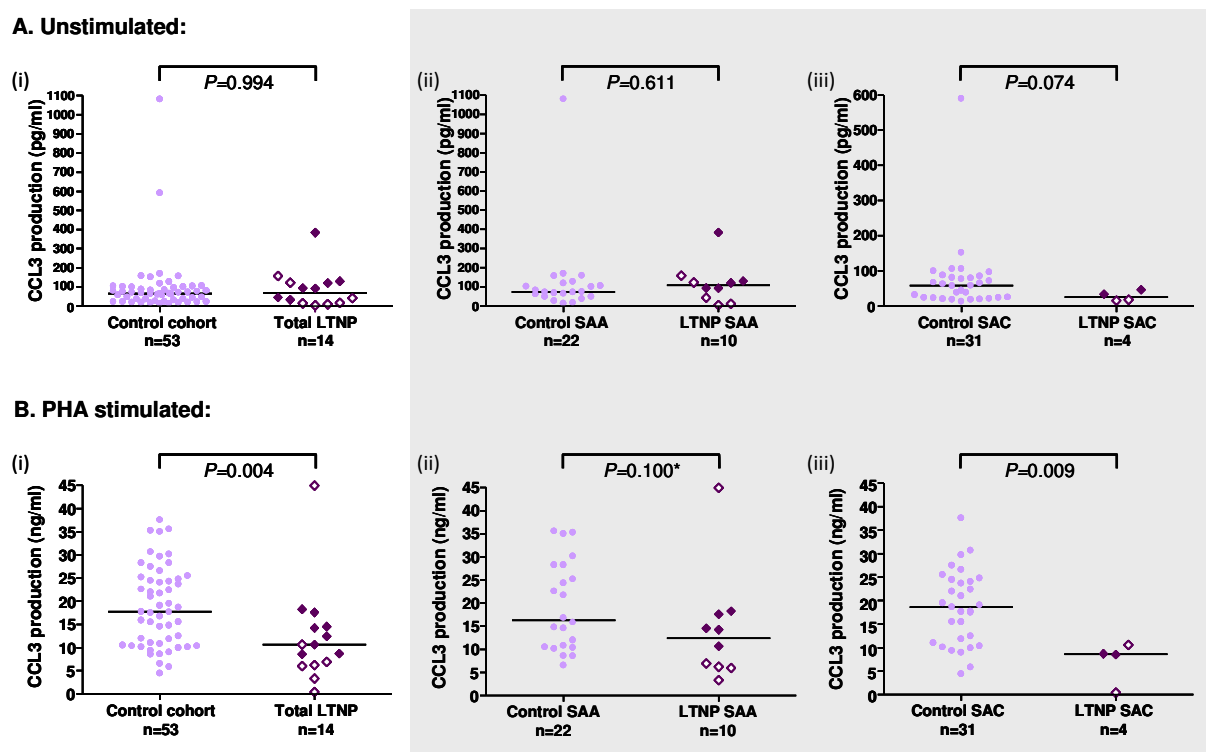 A. Unstimulated:
(i)
P=0.994
CCL3 production (pg/ml)
1100
1000
900
800
700
600
500
400
300
200
100
0
Control cohort
n=53
Total LTNP
n=14
(ii)
P=0.611
CCL3 production (pg/ml)
1100
1000
900
800
700
600
500
400
300
200
100
0
Control SAA
n=22
LTNP SAA
n=10
(iii)
P=0.074
CCL3 production (pg/ml)
600
500
400
300
200
100
0
Control SAC
n=31
LTNP SAC
n=4
B. PHA stimulated:
(i)
P=0.004
CCL3 production (ng/ml)
45
40
35
30
25
20
15
10
5
0
Control cohort
n=53
Total LTNP
n=14
(ii)
P=0.100*
CCL3 production (ng/ml)
45
40
35
30
25
20
15
10
5
0
Control SAA
n=22
LTNP SAA
n=10
(iii)
P=0.009
CCL3 production (ng/ml)
45
40
35
30
25
20
15
10
5
0
Control SAC
n=31
LTNP SAC
n=4